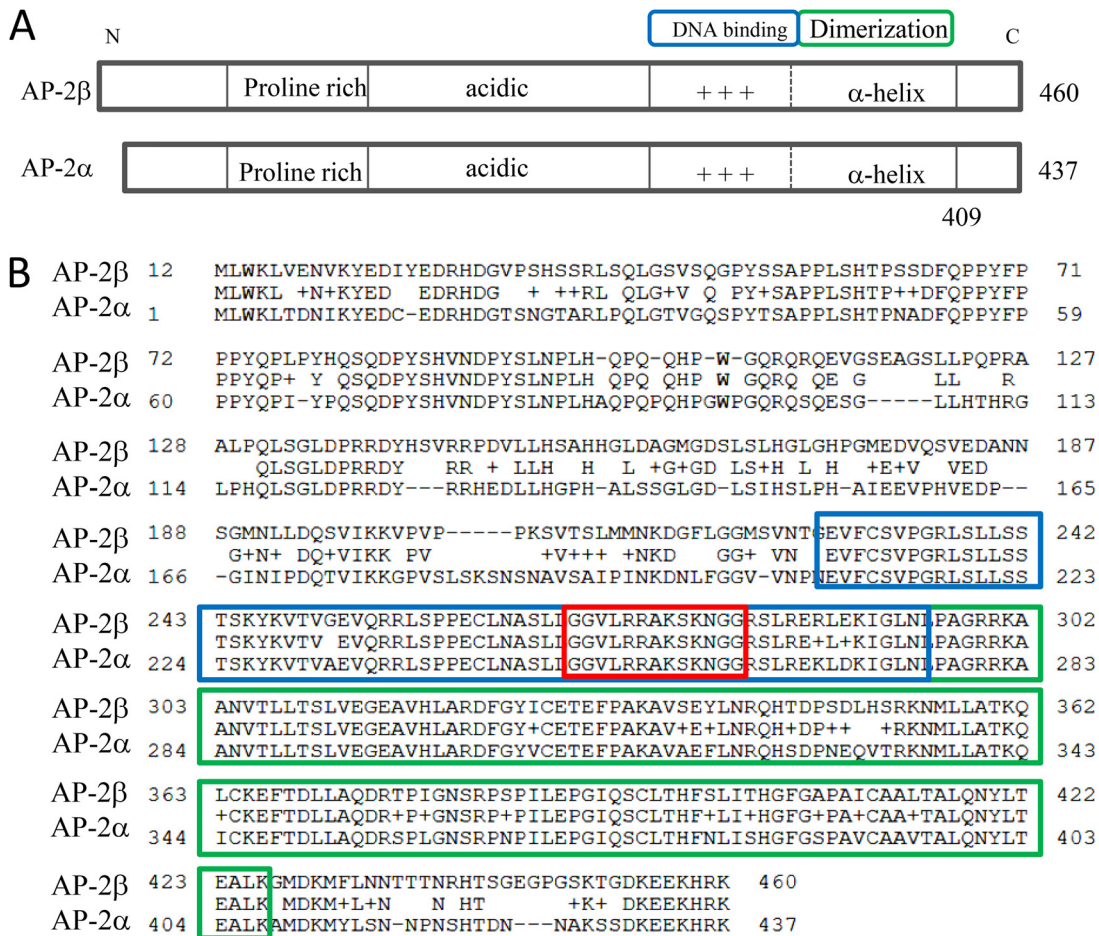 A
N
DNA binding
Dimerization
C
AP-2β
Proline rich
acidic
+ + +
α-helix
460
AP-2α
Proline rich
acidic
+ + +
α-helix
437
409
B
AP-2β 12 MLWKLVENVKYEDIYEDRHDGVPSHSSRLSQLGSVSQGPYSSAPPLSHTPSSDFQPPYFP 71
MLWKL +N+KYED EDRHDG + ++RL QLG+V Q PY+SAPPLSHTP++DFQPPYFP
AP-2α 1 MLWKLTDNIKYEDC-EDRHDGTSNGTARLPQLGTVGQSPYTSAPPLSHTPNADFQPPYFP 59
AP-2β 72 PPYQPLPYHQSQDPYSHVNDPYSLNPLH-QPQ-QHP-WGQRQRQEVGSEAGSLLPQPRA 127
PPYQP+ Y QSQDPYSHVNDPYSLNPLH QPQ QHP W GQRQ QE G LL R
AP-2α 60 PPYQPI-YPQSQDPYSHVNDPYSLNPLHAQPQPQHPGWPGQRQSQESG-----LLHTHRG 113
AP-2β 128 ALPQLSGLDPRRDYHSVRRPDVLLHSAHHGLDAGMGDSLSLHGLGHPGMEDVQSVEDANN 187
QLSGLDPRRDY RR + LLH H L +G+GD LS+H L H +E+V VED
AP-2α 114 LPHQLSGLDPRRDY---RRHEDLLHGPH-ALSSGLGD-LSIHSLPH-AIEEVPHVEDP-- 165
AP-2β 188 SGMNLLDQSVIKKVPVP-----PKSVTSLMMNKDGFLGGMSVNTGEVFCSVPGRLSLLSS 242
G+N+ DQ+VIKK PV +V+++ +NKD GG+ VN EVFCSVPGRLSLLSS
AP-2α 166 -GINIPDQTVIKKGPVSLSKSNSNAVSAIPINKDNLFGGV-VNPNEVFCSVPGRLSLLSS 223
AP-2β 243 TSKYKVTVGEVQRRLSPPECLNASLLGGVLRRAKSKNGGRSLRERLEKIGLNLPAGRRKA 302
TSKYKVTV EVQRRLSPPECLNASLLGGVLRRAKSKNGGRSLRE+L+KIGLNLPAGRRKA
AP-2α 224 TSKYKVTVAEVQRRLSPPECLNASLLGGVLRRAKSKNGGRSLREKLDKIGLNLPAGRRKA 283
AP-2β 303 ANVTLLTSLVEGEAVHLARDFGYICETEFPAKAVSEYLNRQHTDPSDLHSRKNMLLATKQ 362
ANVTLLTSLVEGEAVHLARDFGY+CETEFPAKAV+E+LNRQH+DP++ +RKNMLLATKQ
AP-2α 284 ANVTLLTSLVEGEAVHLARDFGYVCETEFPAKAVAEFLNRQHSDPNEQVTRKNMLLATKQ 343
AP-2β 363 LCKEFTDLLAQDRTPIGNSRPSPILEPGIQSCLTHFSLITHGFGAPAICAALTALQNYLT 422
+CKEFTDLLAQDR+P+GNSRP+PILEPGIQSCLTHF+LI+HGFG+PA+CAA+TALQNYLT
AP-2α 344 ICKEFTDLLAQDRSPLGNSRPNPILEPGIQSCLTHFNLISHGFGSPAVCAAVTALQNYLT 403
AP-2β 423 EALKGMDKMFLNNTTTNRHTSGEGPGSKTGDKEEKHRK 460
EALK MDKM+L+N N HT +K+ DKEEKHRK
AP-2α 404 EALKAMDKMYLSN-NPNSHTDN---NAKSSDKEEKHRK 437